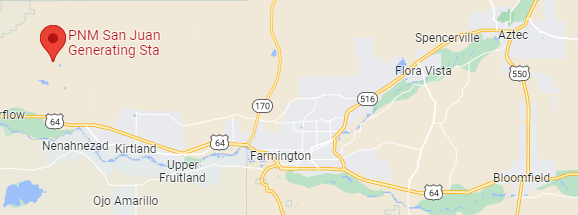 PNM San Juan
Generating Sta
Spencerville
Aztec
Flora Vista
550
516
170
rflow
64
64
Nenahnezad
Kirtland
Upper
Fruitland
Farmington
64
Bloomfield
Ojo Amarillo